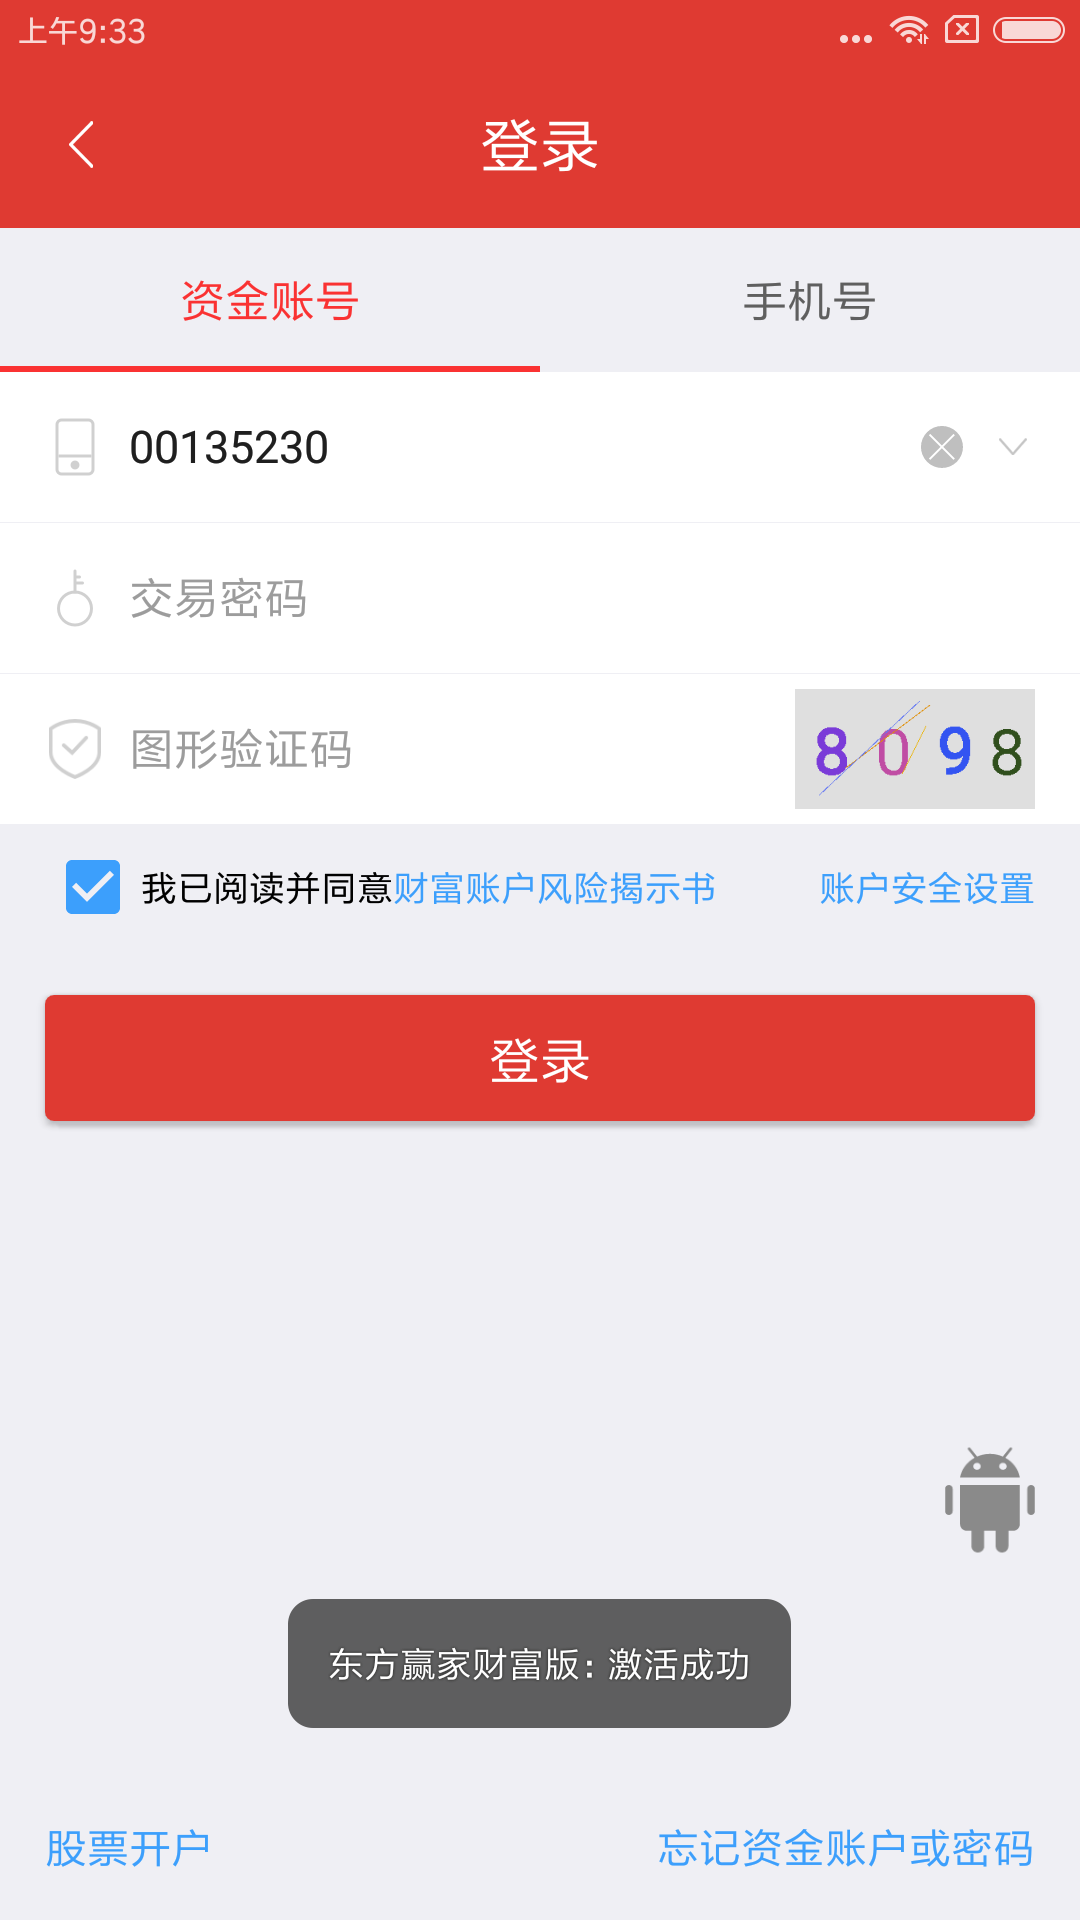 上午9:33
登录
资金账号
手机号
00135230
交易密码
图形验证码
8098
我已阅读并同意财富账户风险揭示书
账户安全设置
登录
东方赢家财富版：激活成功
股票开户
忘记资金账户或密码